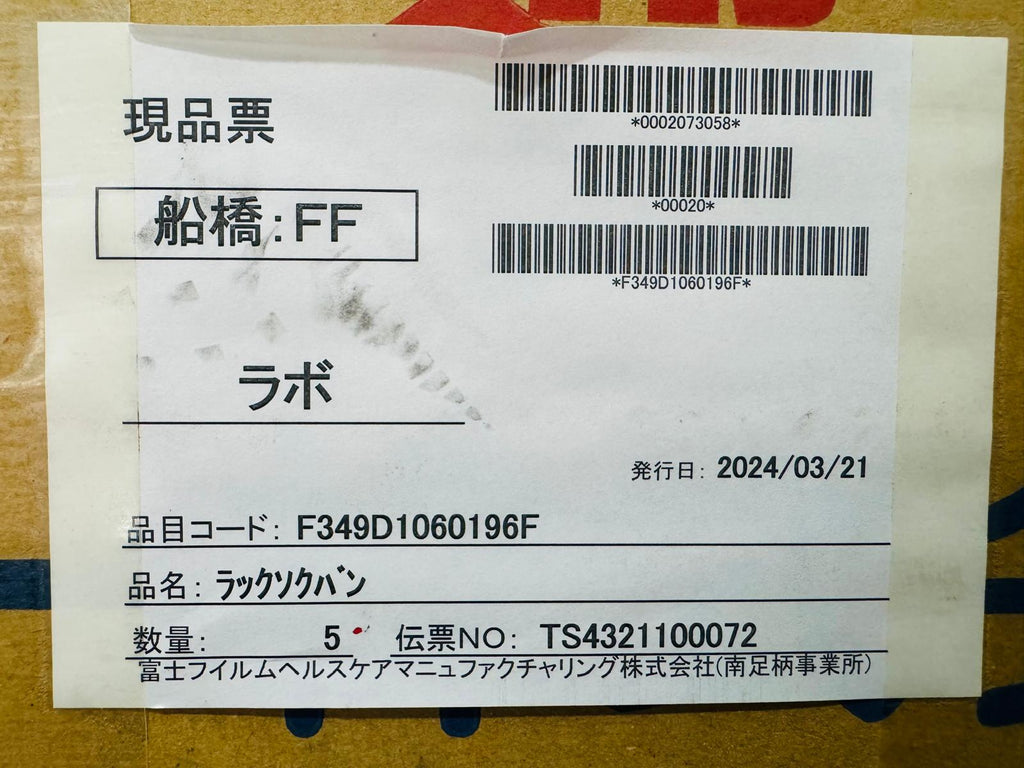 現品票
*0002073058*
*00020*
船橋:FF
*F349D1060196F*
ラボ
発行日: 2024/03/21
品目コード: F349D1060196F
品名: ﾗｯｸｿｸﾊﾞﾝ
数量: 5 伝票NO: TS4321100072
富士フイルムヘルスケアマニュファクチャリング株式会社(南足柄事業所)